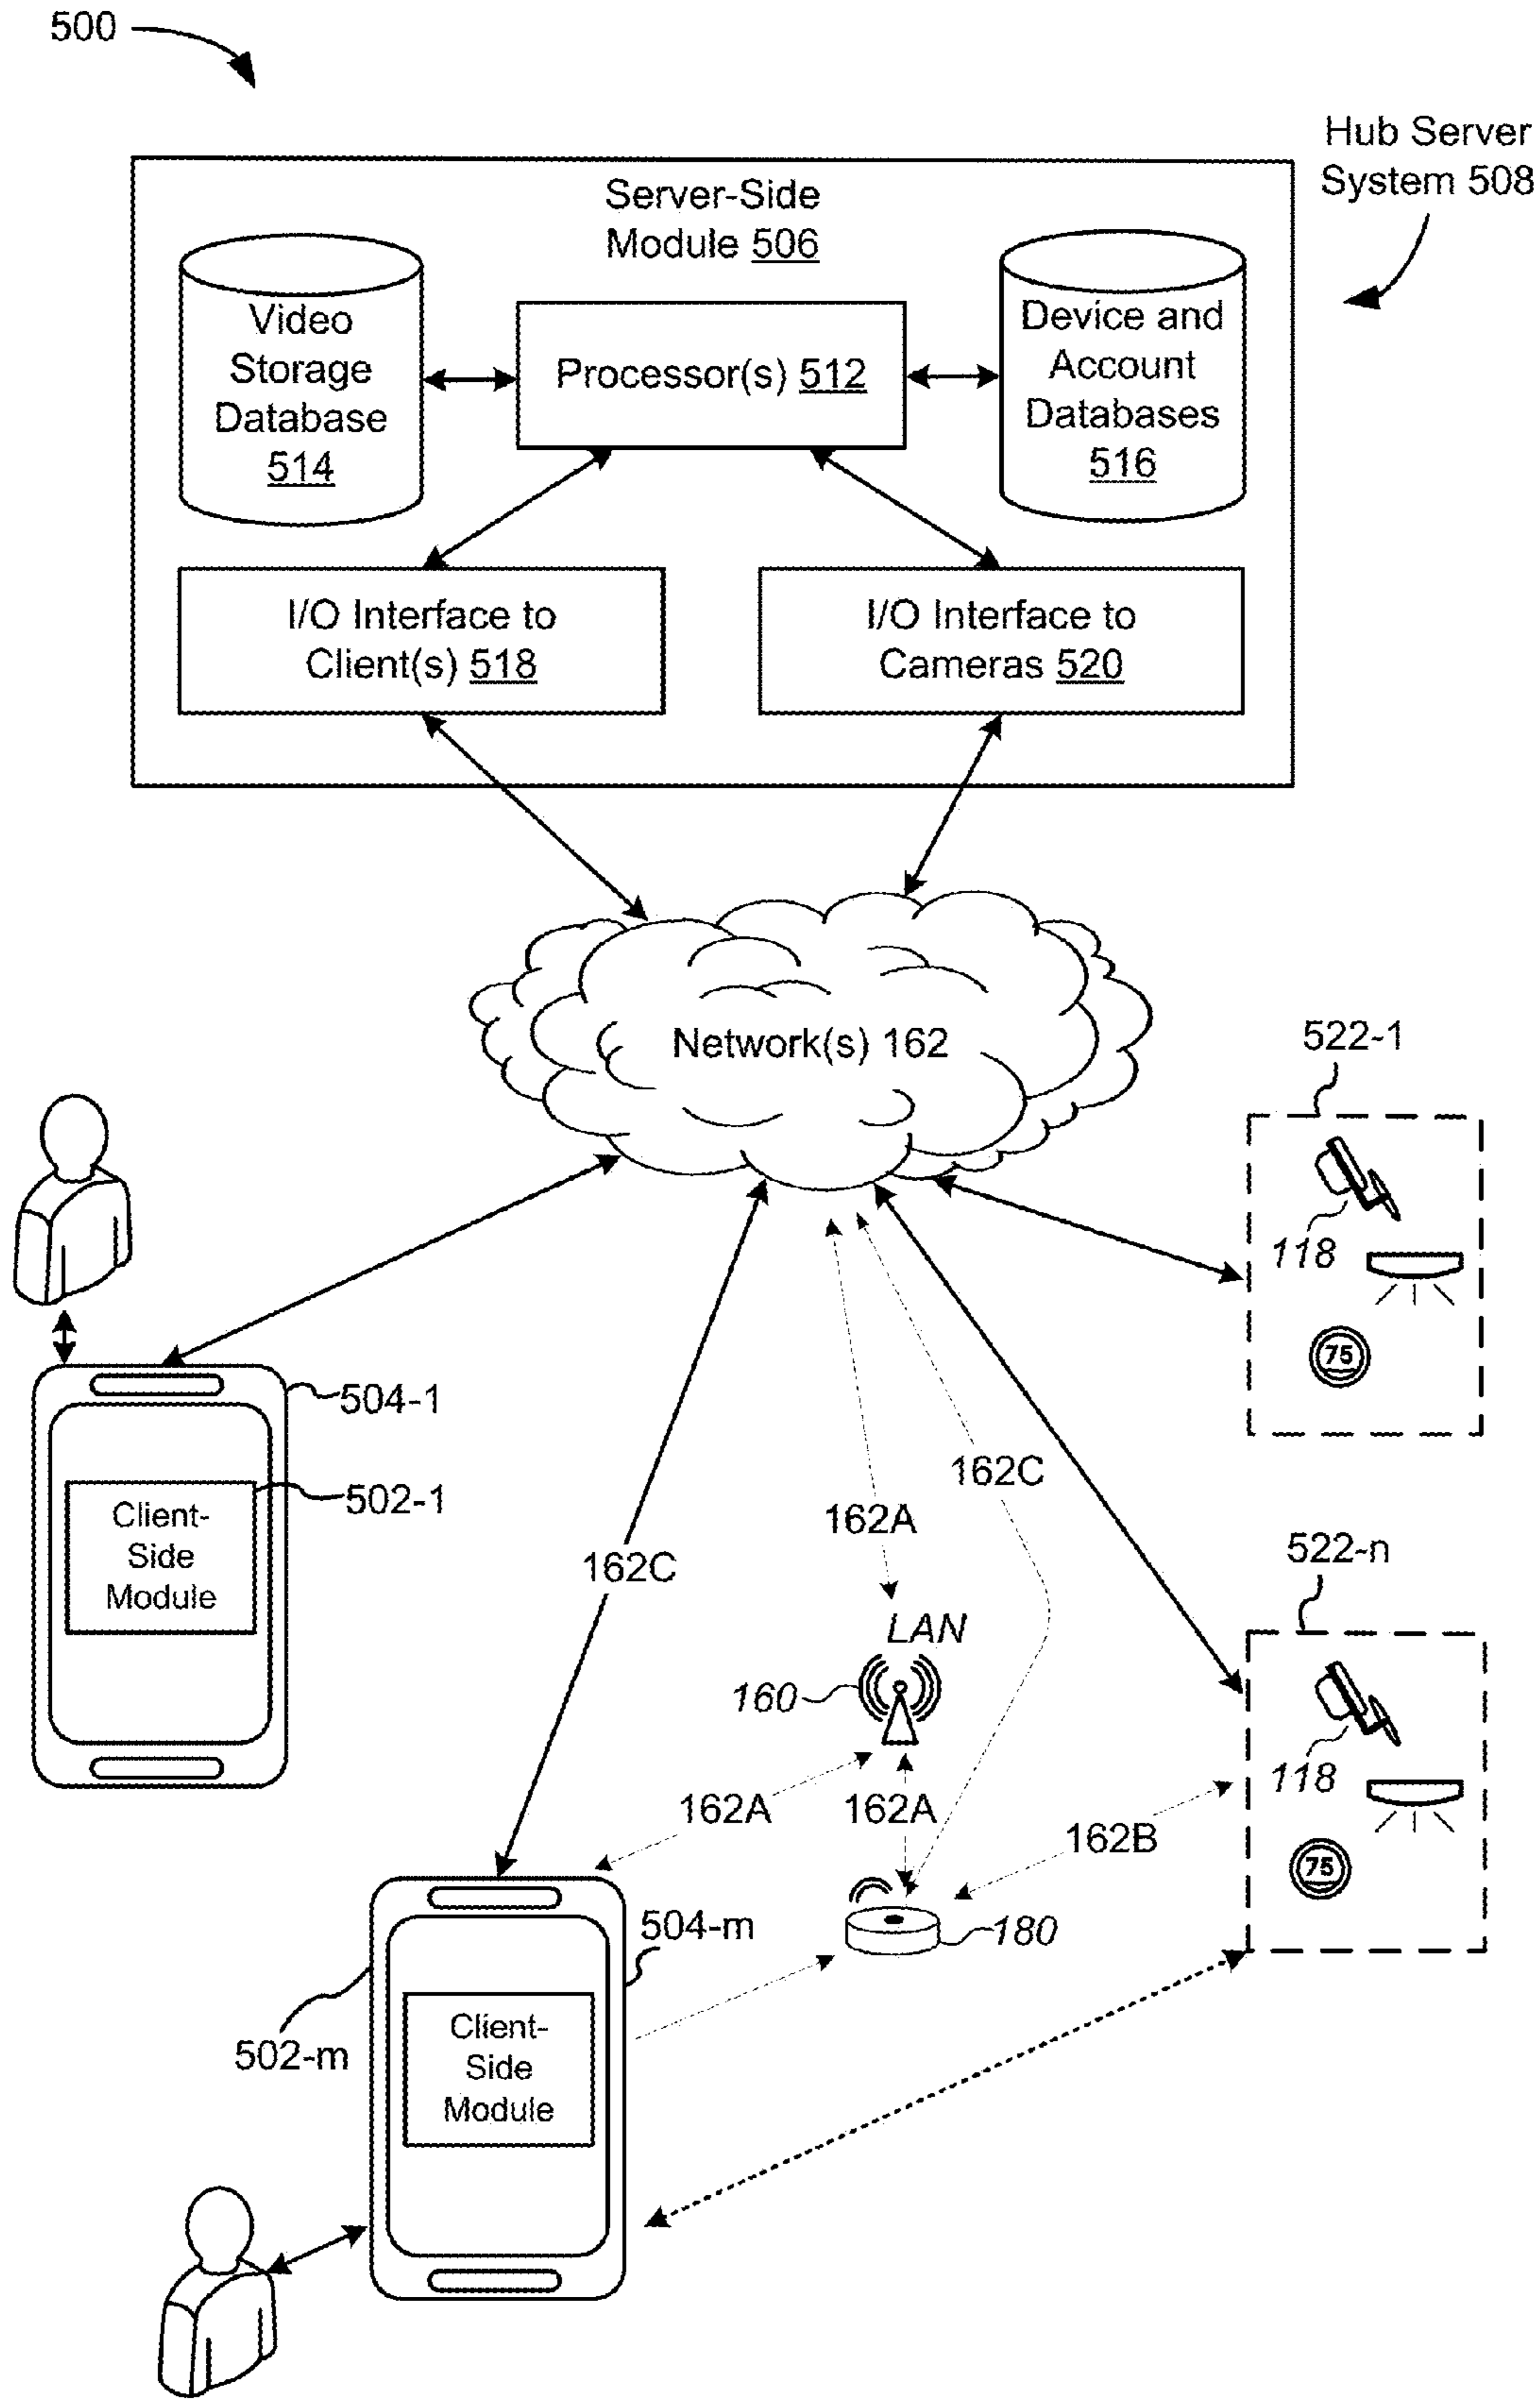 500
Hub Server
System 508
Server-Side
Module 506
Video
Storage
Database
514
Processor(s) 512
Device and
Account
Databases
516
I/O Interface to
Client(s) 518
I/O Interface to
Cameras 520
Network(s) 162
522-1
118
75
504-1
502-1
Client-
Side
Module
162C
162A
162C
522-n
LAN
160
118
162A
162A
162B
75
504-m
180
502-m
Client-
Side
Module